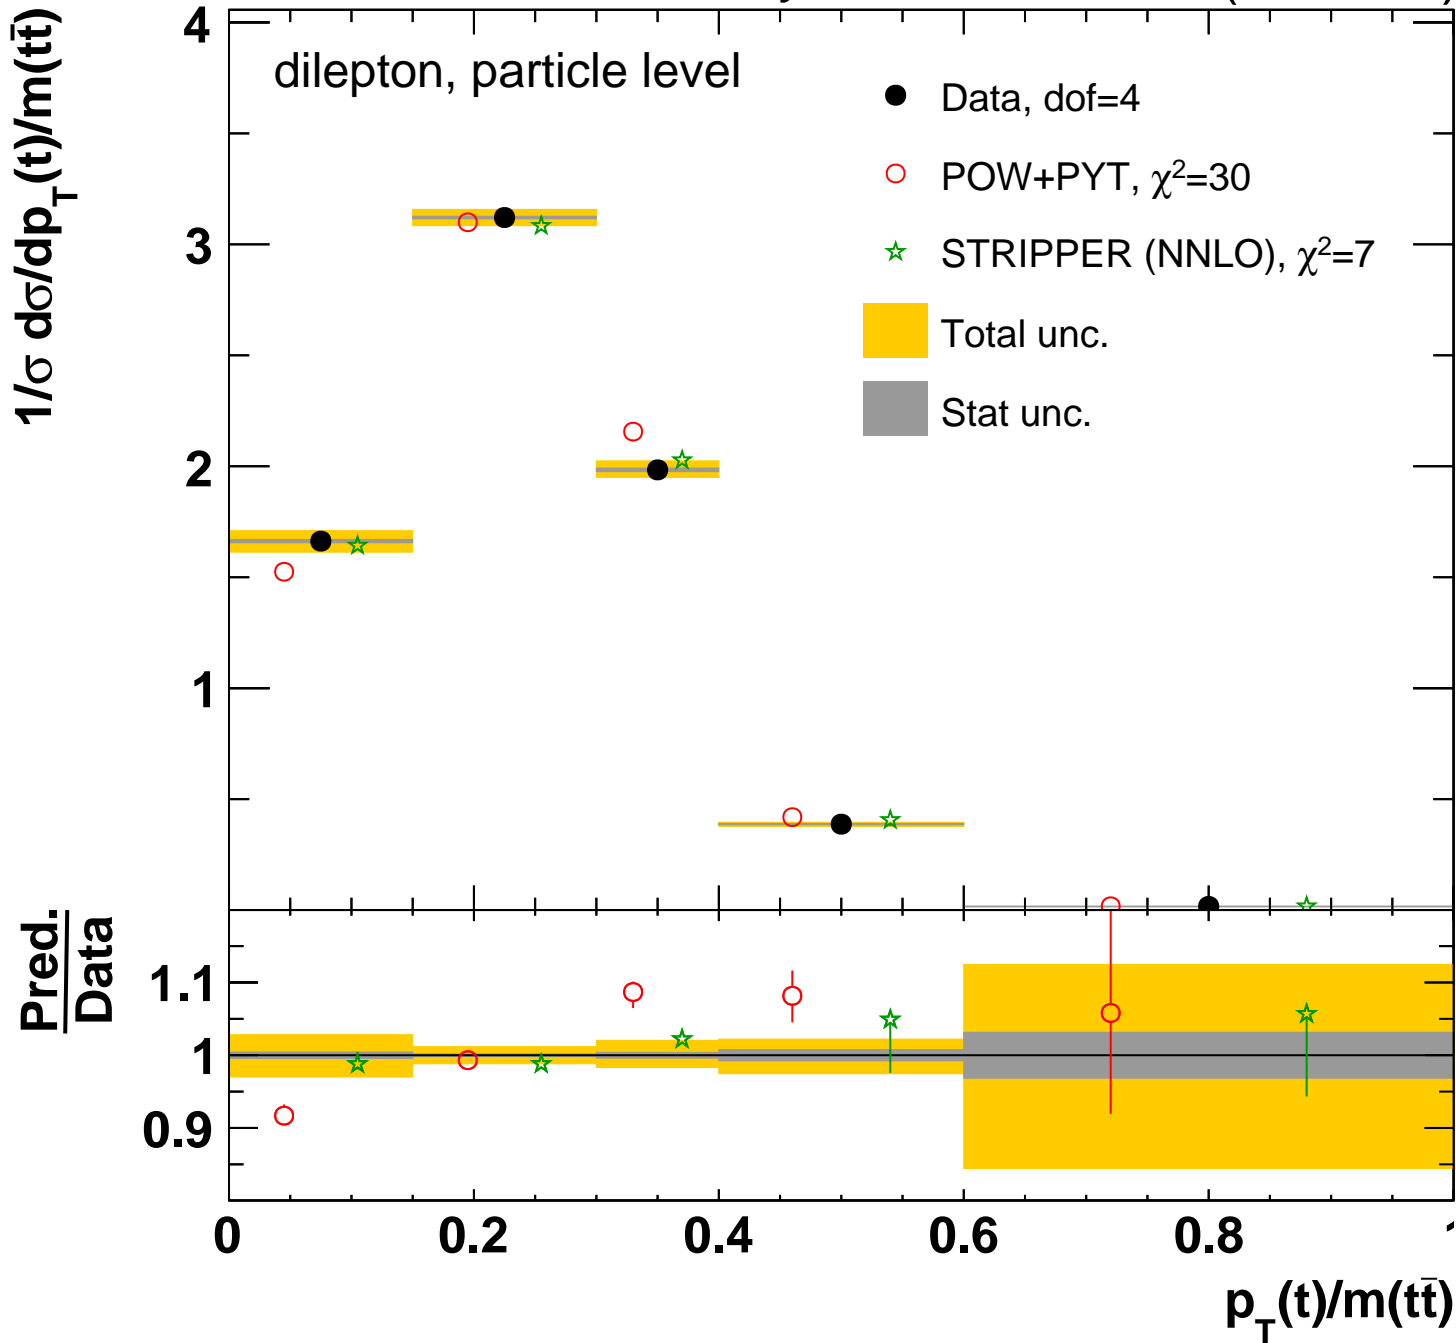 dilepton, particle level
Data, dof=4
POW+PYT, χ²=30
STRIPPER (NNLO), χ²=7
Total unc.
Stat unc.
1/σ dσ/dp_T(t)/m(tt̄)
4
3
2
1
Pred.
Data
1.1
1
0.9
0 0.2 0.4 0.6 0.8
p_T(t)/m(tt̄)